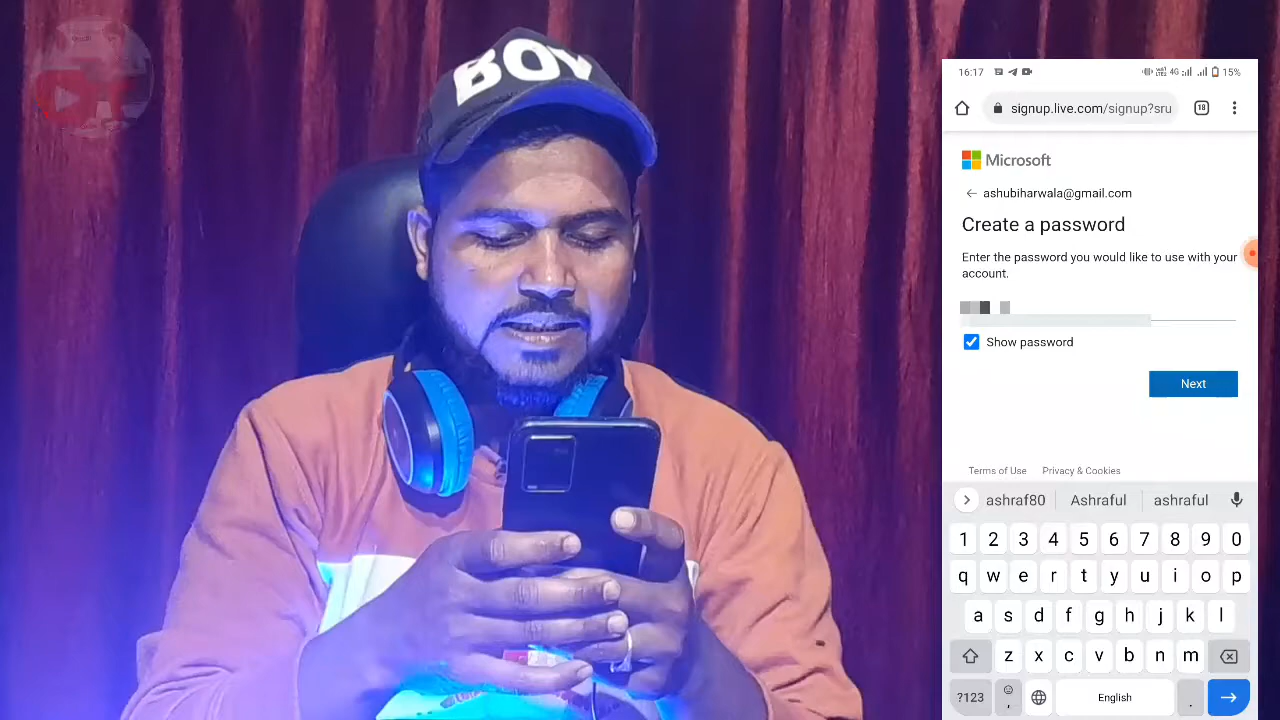 BOY
16:17
4G
15%
signup.live.com/signup?sru
18
Microsoft
← ashubiharwala@gmail.com
Create a password
Enter the password you would like to use with your
account.
Show password
Next
Terms of Use Privacy & Cookies
ashraf80 Ashraful ashraful
1 2 3 4 5 6 7 8 9 0
q w e r t y u i o p
a s d f g h j k l
z x c v b n m
?123 , English .